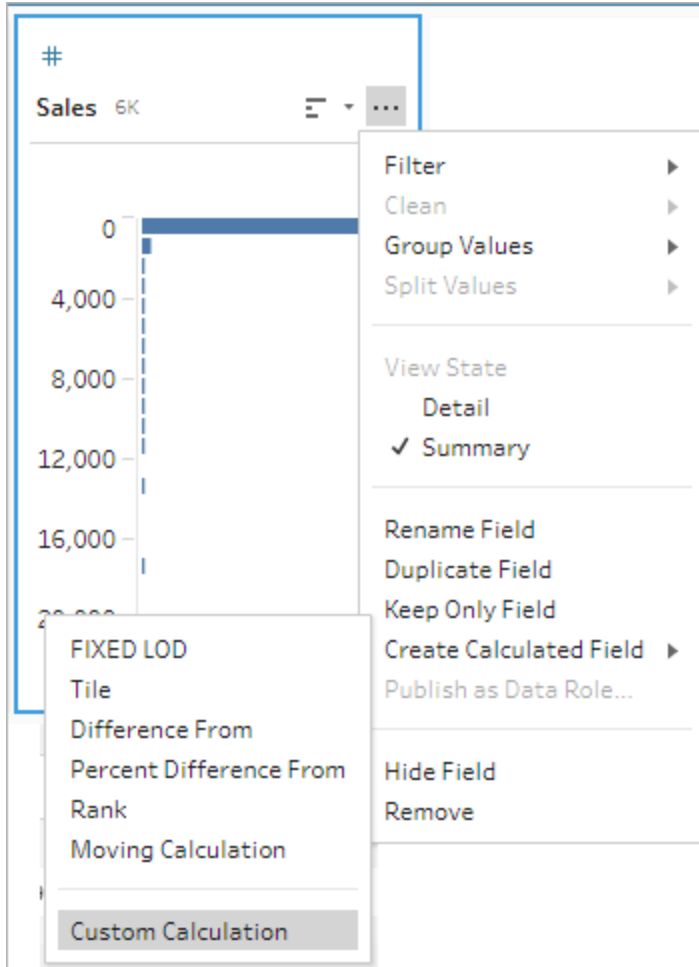 #
Sales 6K
0
4,000
8,000
12,000
16,000
Filter
Clean
Group Values
Split Values
View State
Detail
✓ Summary
Rename Field
Duplicate Field
Keep Only Field
Create Calculated Field
Publish as Data Role...
Hide Field
Remove
FIXED LOD
Tile
Difference From
Percent Difference From
Rank
Moving Calculation
Custom Calculation